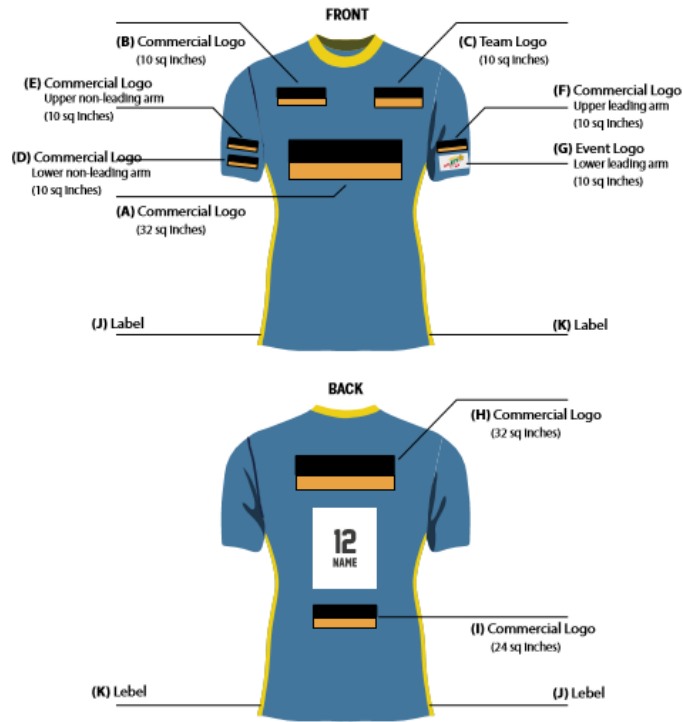 FRONT
(B) Commercial Logo
(10 sq inches)
(C) Team Logo
(10 sq inches)
(E) Commercial Logo
Upper non-leading arm
(10 sq inches)
(F) Commercial Logo
Upper leading arm
(10 sq inches)
(D) Commercial Logo
Lower non-leading arm
(10 sq inches)
(G) Event Logo
Lower leading arm
(10 sq inches)
(A) Commercial Logo
(32 sq inches)
(J) Label
(K) Label
BACK
(H) Commercial Logo
(32 sq inches)
12
NAME
(I) Commercial Logo
(24 sq inches)
(K) Lebel
(J) Lebel